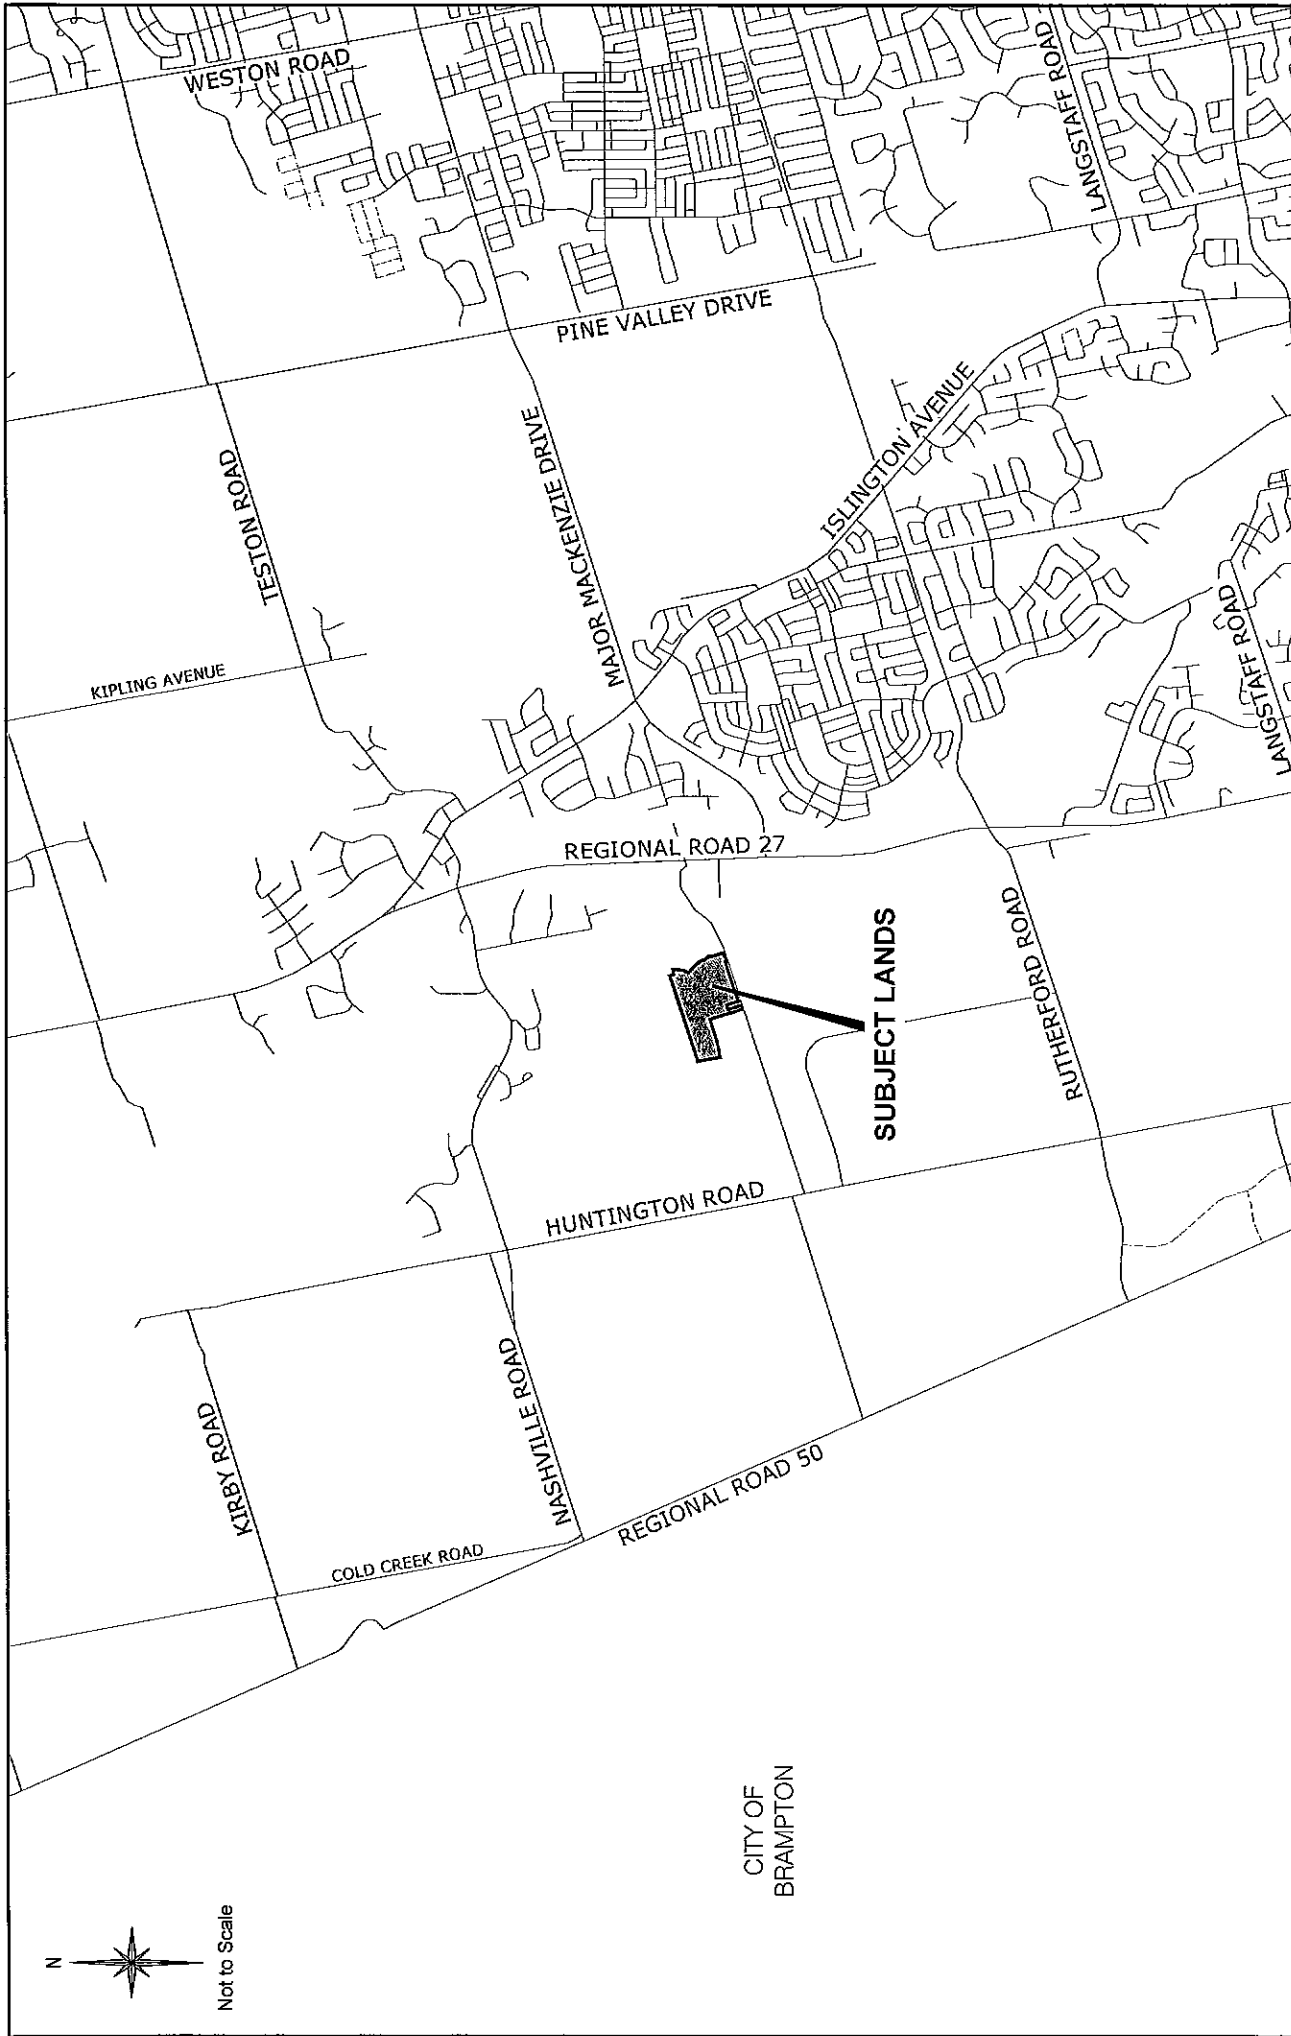 WESTON ROAD
LANGSTAFF ROAD
PINE VALLEY DRIVE
TESTON ROAD
MAJOR MACKENZIE DRIVE
ISLINGTON AVENUE
KIPLING AVENUE
LANGSTAFF ROAD
REGIONAL ROAD 27
SUBJECT LANDS
RUTHERFORD ROAD
HUNTINGTON ROAD
KIRBY ROAD
NASHVILLE ROAD
REGIONAL ROAD 50
COLD CREEK ROAD
CITY OF
BRAMPTON
N
Not to Scale